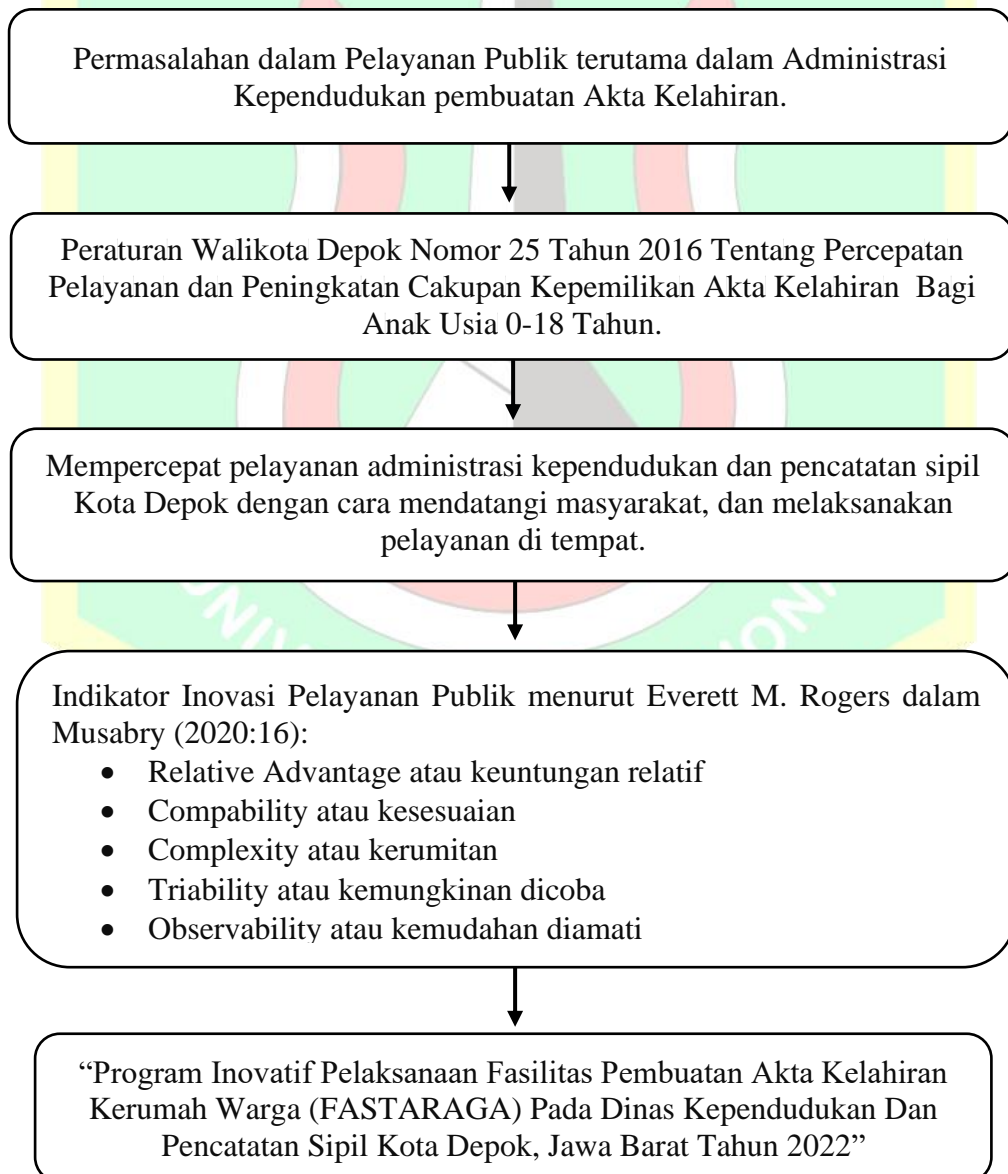 Permasalahan dalam Pelayanan Publik terutama dalam Administrasi
Kependudukan pembuatan Akta Kelahiran.
Peraturan Walikota Depok Nomor 25 Tahun 2016 Tentang Percepatan
Pelayanan dan Peningkatan Cakupan Kepemilikan Akta Kelahiran Bagi
Anak Usia 0-18 Tahun.
Mempercepat pelayanan administrasi kependudukan dan pencatatan sipil
Kota Depok dengan cara mendatangi masyarakat, dan melaksanakan
pelayanan di tempat.
Indikator Inovasi Pelayanan Publik menurut Everett M. Rogers dalam
Musabry (2020:16):
• Relative Advantage atau keuntungan relatif
• Compability atau kesesuaian
• Complexity atau kerumitan
• Triability atau kemungkinan dicoba
• Observability atau kemudahan diamati
“Program Inovatif Pelaksanaan Fasilitas Pembuatan Akta Kelahiran
Kerumah Warga (FASTARAGA) Pada Dinas Kependudukan Dan
Pencatatan Sipil Kota Depok, Jawa Barat Tahun 2022”